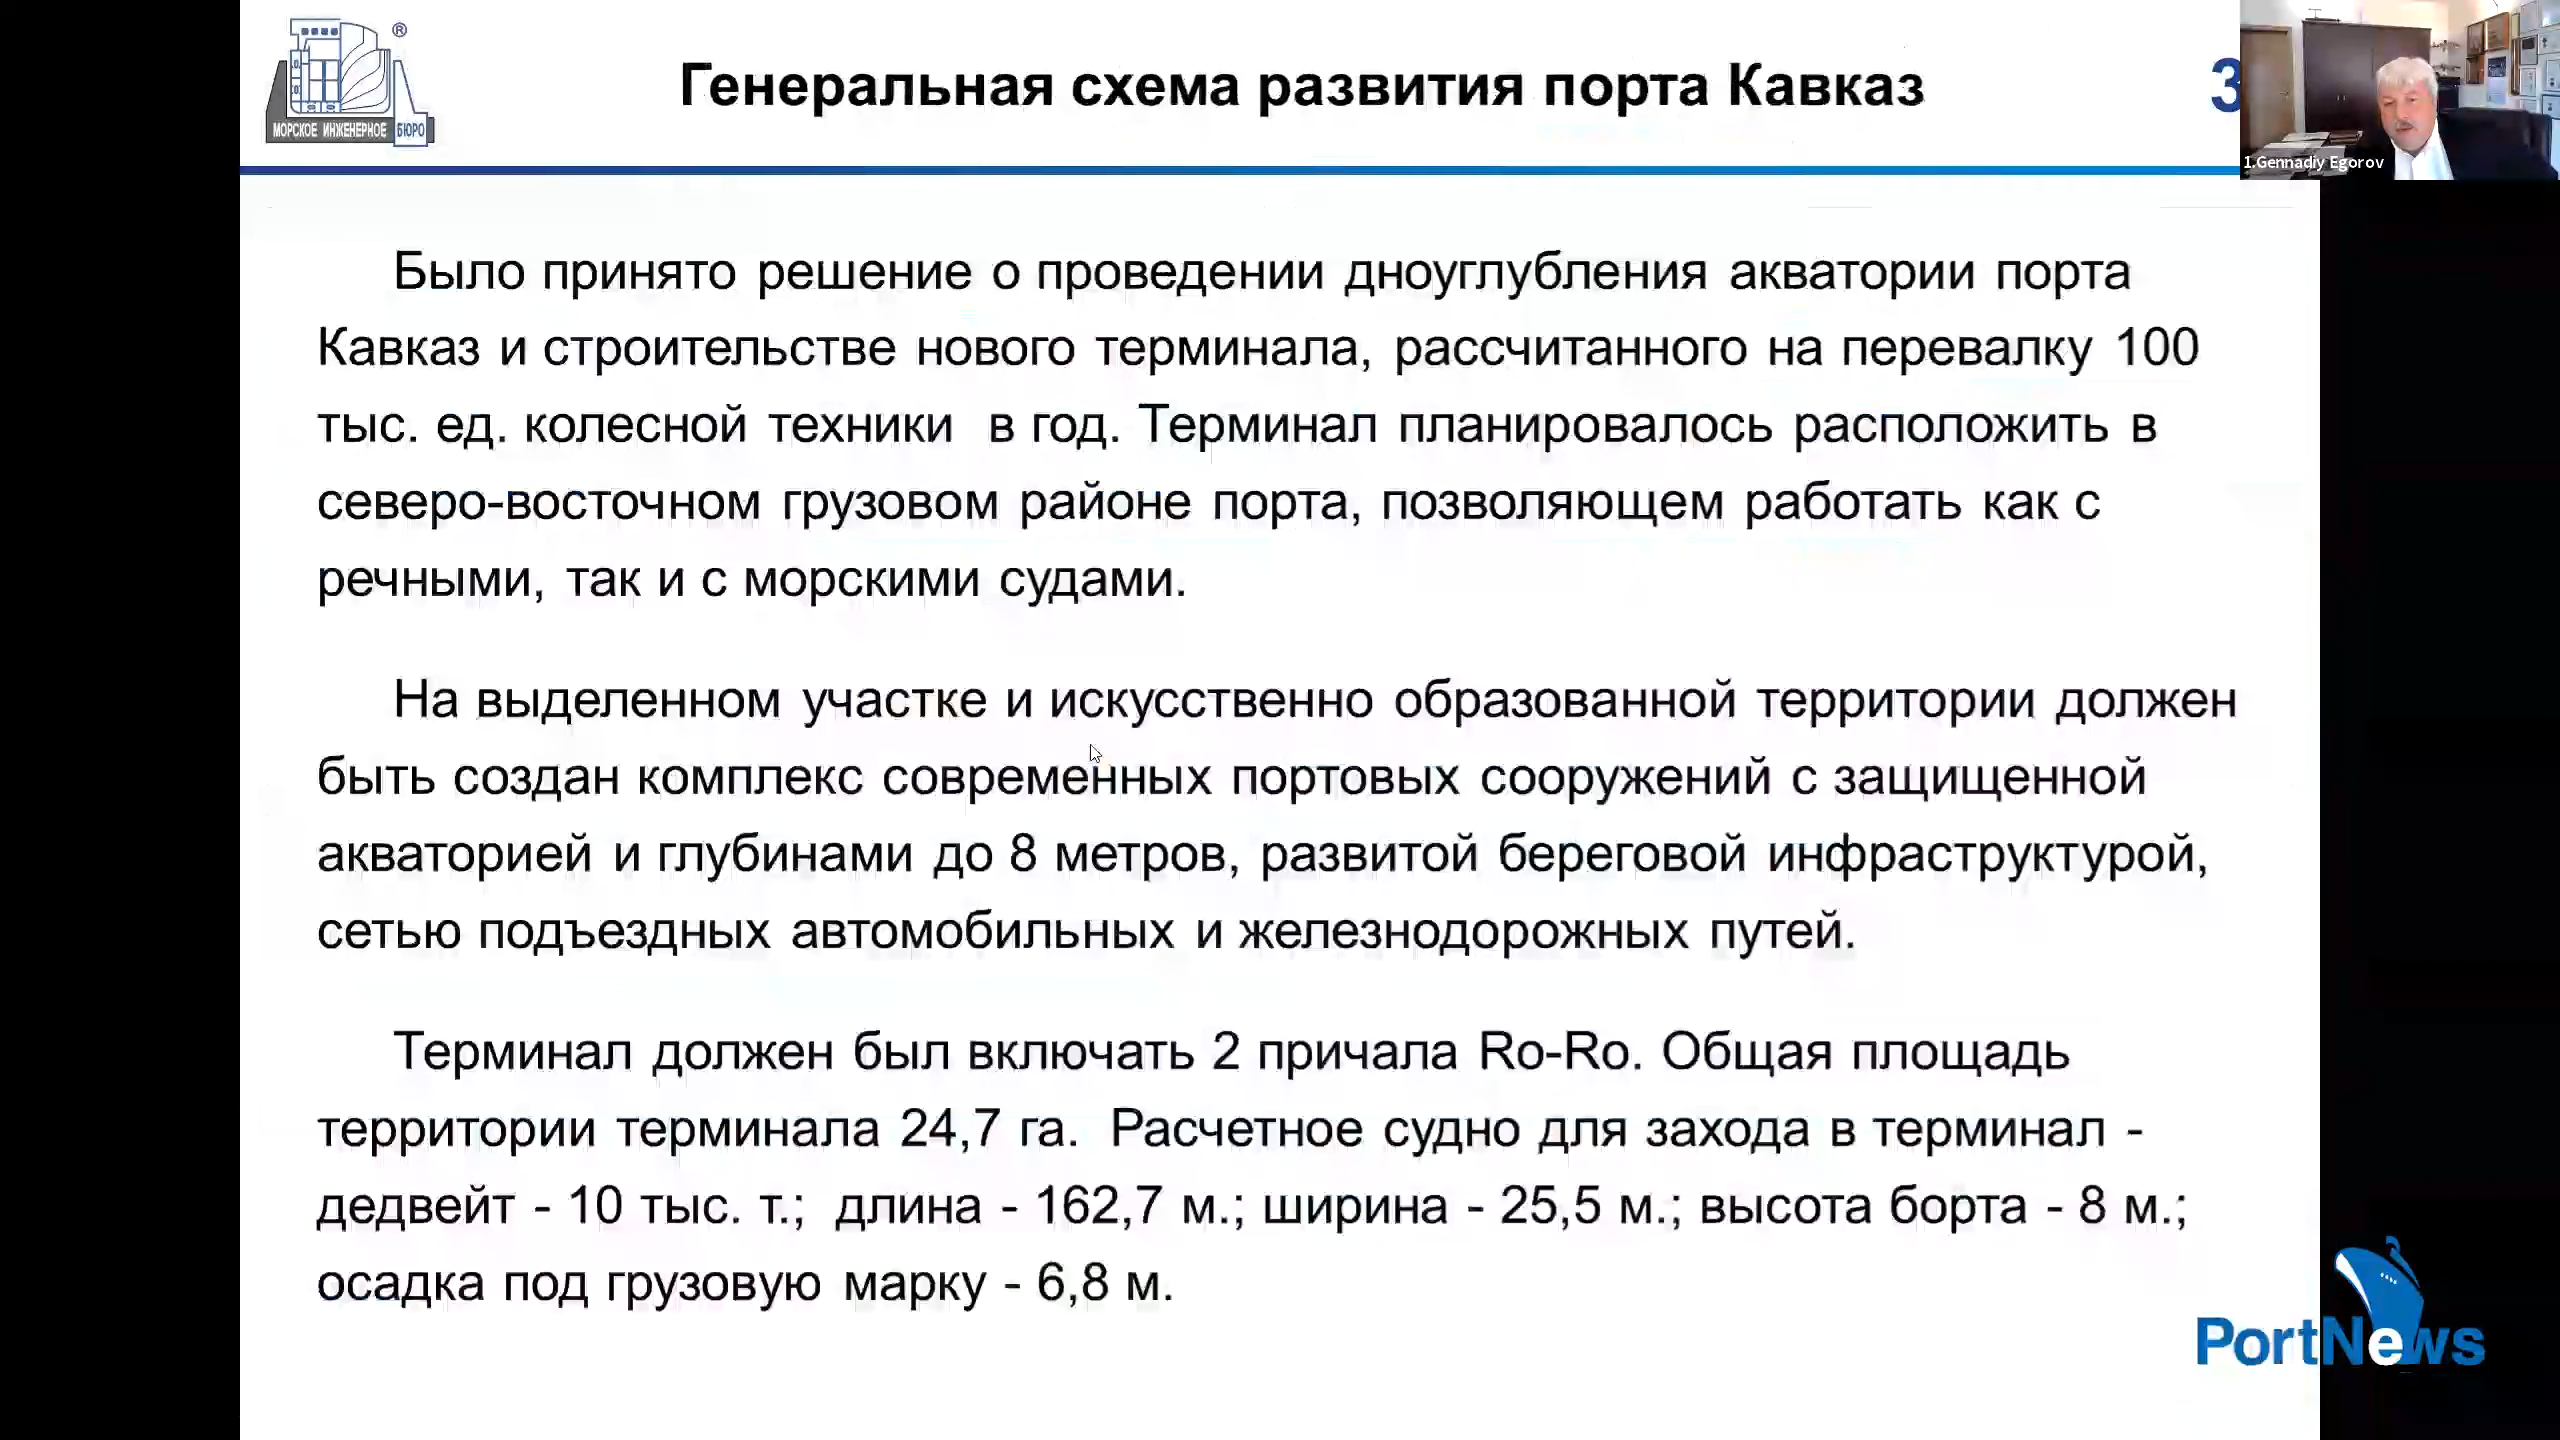 ®
МОРСКОЕ ИНЖЕНЕРНОЕ БЮРО
Генеральная схема развития порта Кавказ
3
1.Gennadiy Egorov
Было принято решение о проведении дноуглубления акватории порта
Кавказ и строительстве нового терминала, рассчитанного на перевалку 100
тыс. ед. колесной техники в год. Терминал планировалось расположить в
северо-восточном грузовом районе порта, позволяющем работать как с
речными, так и с морскими судами.
На выделенном участке и искусственно образованной территории должен
быть создан комплекс современных портовых сооружений с защищенной
акваторией и глубинами до 8 метров, развитой береговой инфраструктурой,
сетью подъездных автомобильных и железнодорожных путей.
Терминал должен был включать 2 причала Ro-Ro. Общая площадь
территории терминала 24,7 га. Расчетное судно для захода в терминал -
дедвейт - 10 тыс. т.; длина - 162,7 м.; ширина - 25,5 м.; высота борта - 8 м.;
осадка под грузовую марку - 6,8 м.
PortNews